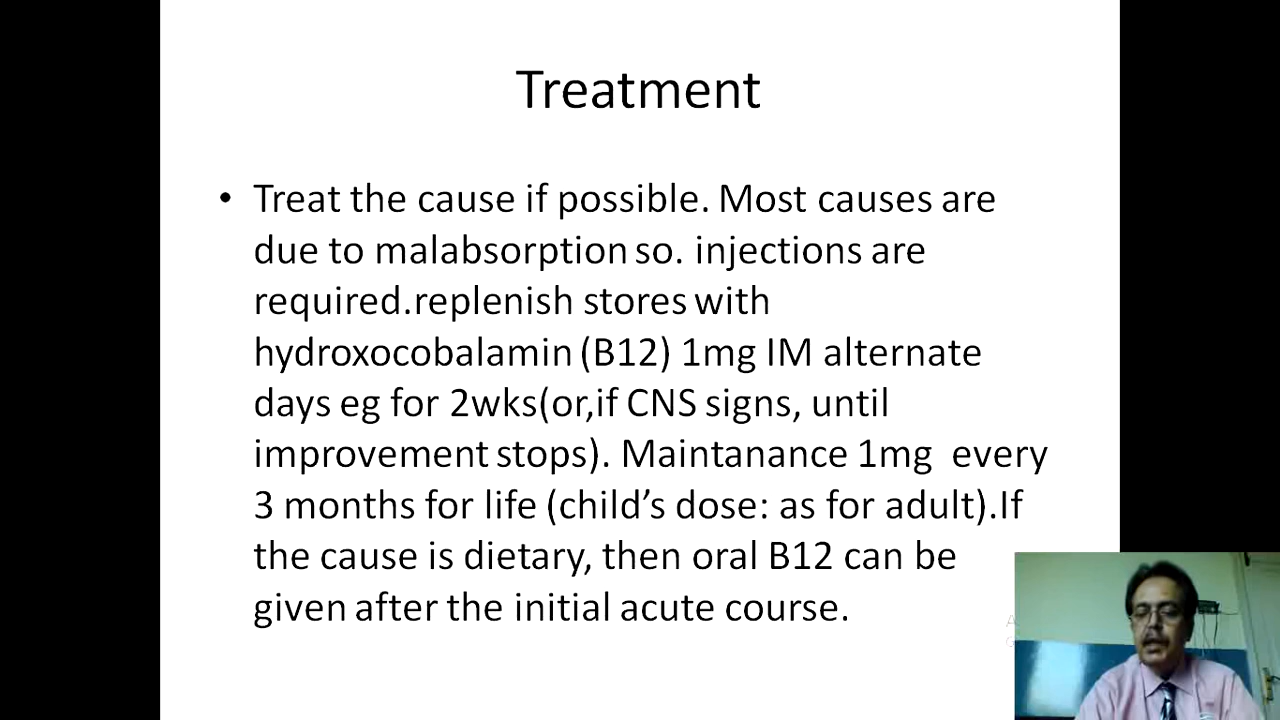 Treatment
• Treat the cause if possible. Most causes are
due to malabsorption so. injections are
required.replenish stores with
hydroxocobalamin (B12) 1mg IM alternate
days eg for 2wks(or,if CNS signs, until
improvement stops). Maintanance 1mg  every
3 months for life (child’s dose: as for adult).If
the cause is dietary, then oral B12 can be
given after the initial acute course.